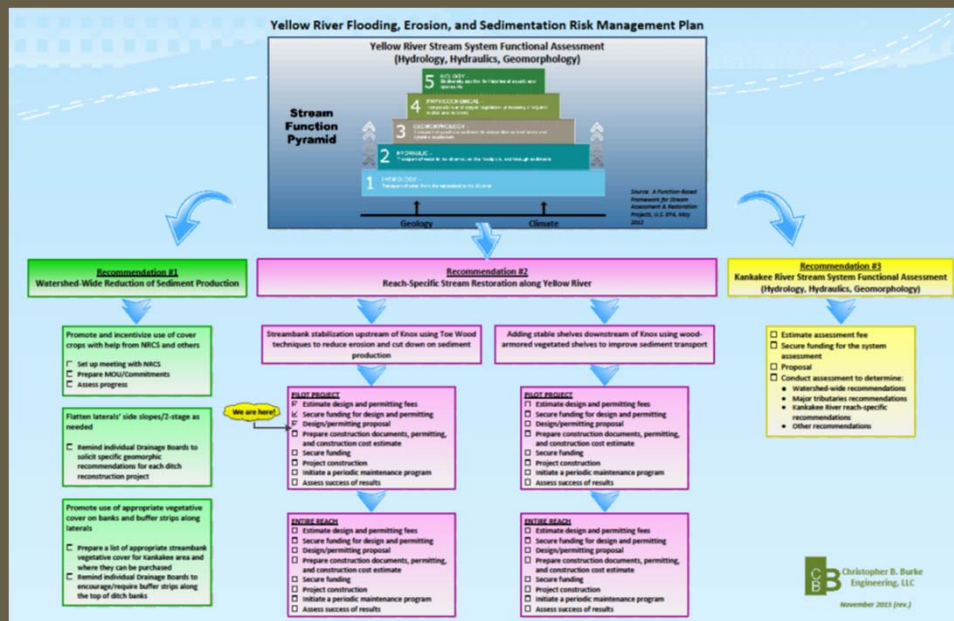 Yellow River Flooding, Erosion, and Sedimentation Risk Management Plan
Yellow River Stream System Functional Assessment
(Hydrology, Hydraulics, Geomorphology)
Stream
Function
Pyramid
5 BIOLOGY -
4 PHYSICOCHEMICAL -
3 GEOMORPHOLOGY -
2 HYDRAULIC -
1 HYDROLOGY -
Geology
Climate
Source: A Function-Based
Framework for Stream
Assessment & Restoration
Projects, U.S. EPA, May
2012
Recommendation #1
Watershed-Wide Reduction of Sediment Production
Promote and incentivize use of cover
crops with help from NRCS and others
Set up meeting with NRCS
Prepare MOU/Commitments
Assess progress
Flatten laterals' side slopes/2-stage as
needed
Remind individual Drainage Boards to
solicit specific geomorphic
recommendations for each ditch
reconstruction project
Promote use of appropriate vegetative
cover on banks and buffer strips along
laterals
Prepare a list of appropriate streambank
vegetative cover for Kankakee area and
where they can be purchased
Remind individual Drainage Boards to
encourage/require buffer strips along
the top of ditch banks
Recommendation #2
Reach-Specific Stream Restoration along Yellow River
Streambank stabilization upstream of Knox using Toe Wood
techniques to reduce erosion and cut down on sediment
production
We are here!
PILOT PROJECT
Estimate design and permitting fees
Secure funding for design and permitting
Design/permitting proposal
Prepare construction documents, permitting,
and construction cost estimate
Secure funding
Project construction
Initiate a periodic maintenance program
Assess success of results
ENTIRE REACH
Estimate design and permitting fees
Secure funding for design and permitting
Design/permitting proposal
Prepare construction documents, permitting,
and construction cost estimate
Secure funding
Project construction
Initiate a periodic maintenance program
Assess success of results
Adding stable shelves downstream of Knox using wood-
armored vegetated shelves to improve sediment transport
PILOT PROJECT
Estimate design and permitting fees
Secure funding for design and permitting
Design/permitting proposal
Prepare construction documents, permitting,
and construction cost estimate
Secure funding
Project construction
Initiate a periodic maintenance program
Assess success of results
ENTIRE REACH
Estimate design and permitting fees
Secure funding for design and permitting
Design/permitting proposal
Prepare construction documents, permitting,
and construction cost estimate
Secure funding
Project construction
Initiate a periodic maintenance program
Assess success of results
Recommendation #3
Kankakee River Stream System Functional Assessment
(Hydrology, Hydraulics, Geomorphology)
Estimate assessment fee
Secure funding for the system
assessment
Proposal
Conduct assessment to determine:
• Watershed-wide recommendations
• Major tributaries recommendations
• Kankakee River reach-specific
recommendations
• Other recommendations
CBB
Christopher B. Burke
Engineering, LLC
November 2015 (rev.)